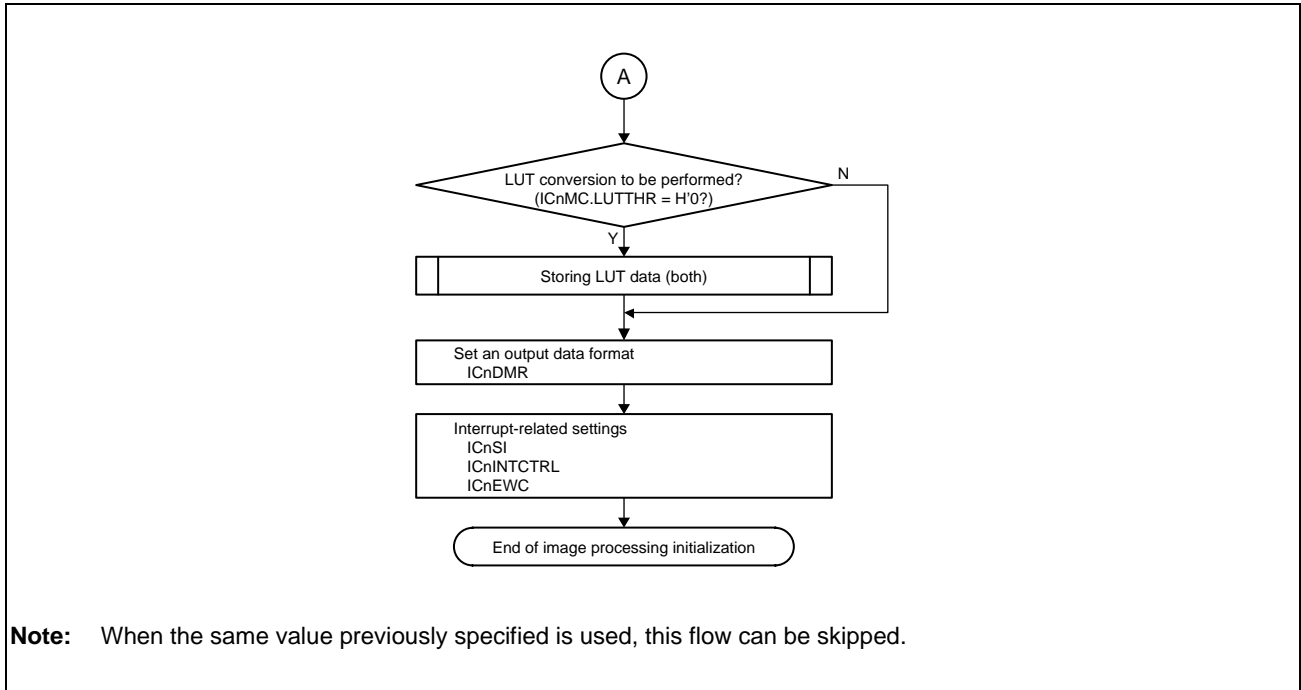 A
LUT conversion to be performed?
(ICnMC.LUTTHR = H'0?)
N
Y
Storing LUT data (both)
Set an output data format
ICnDMR
Interrupt-related settings
ICnSI
ICnINTCTRL
ICnEWC
End of image processing initialization
Note: When the same value previously specified is used, this flow can be skipped.